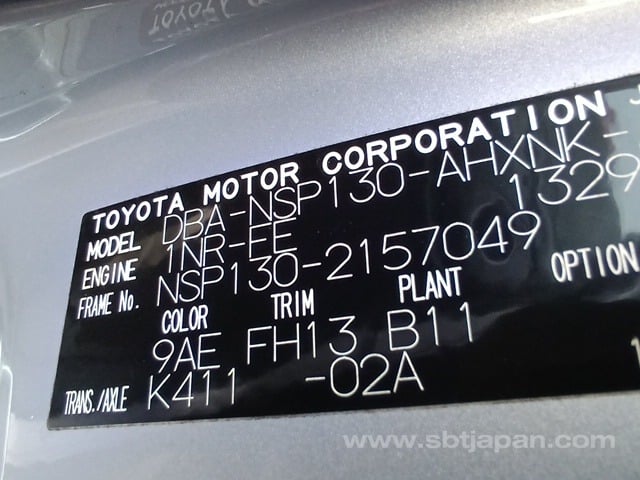 TOYOTA MOTOR CORPORATION
MODEL DBA-NSP130-AHXNK-
ENGINE 1NR-FE 1329
FRAME No. NSP130-2157049
COLOR TRIM PLANT OPTION
9AE FH13 B11
TRANS./AXLE K411 -02A
www.sbtjapan.com